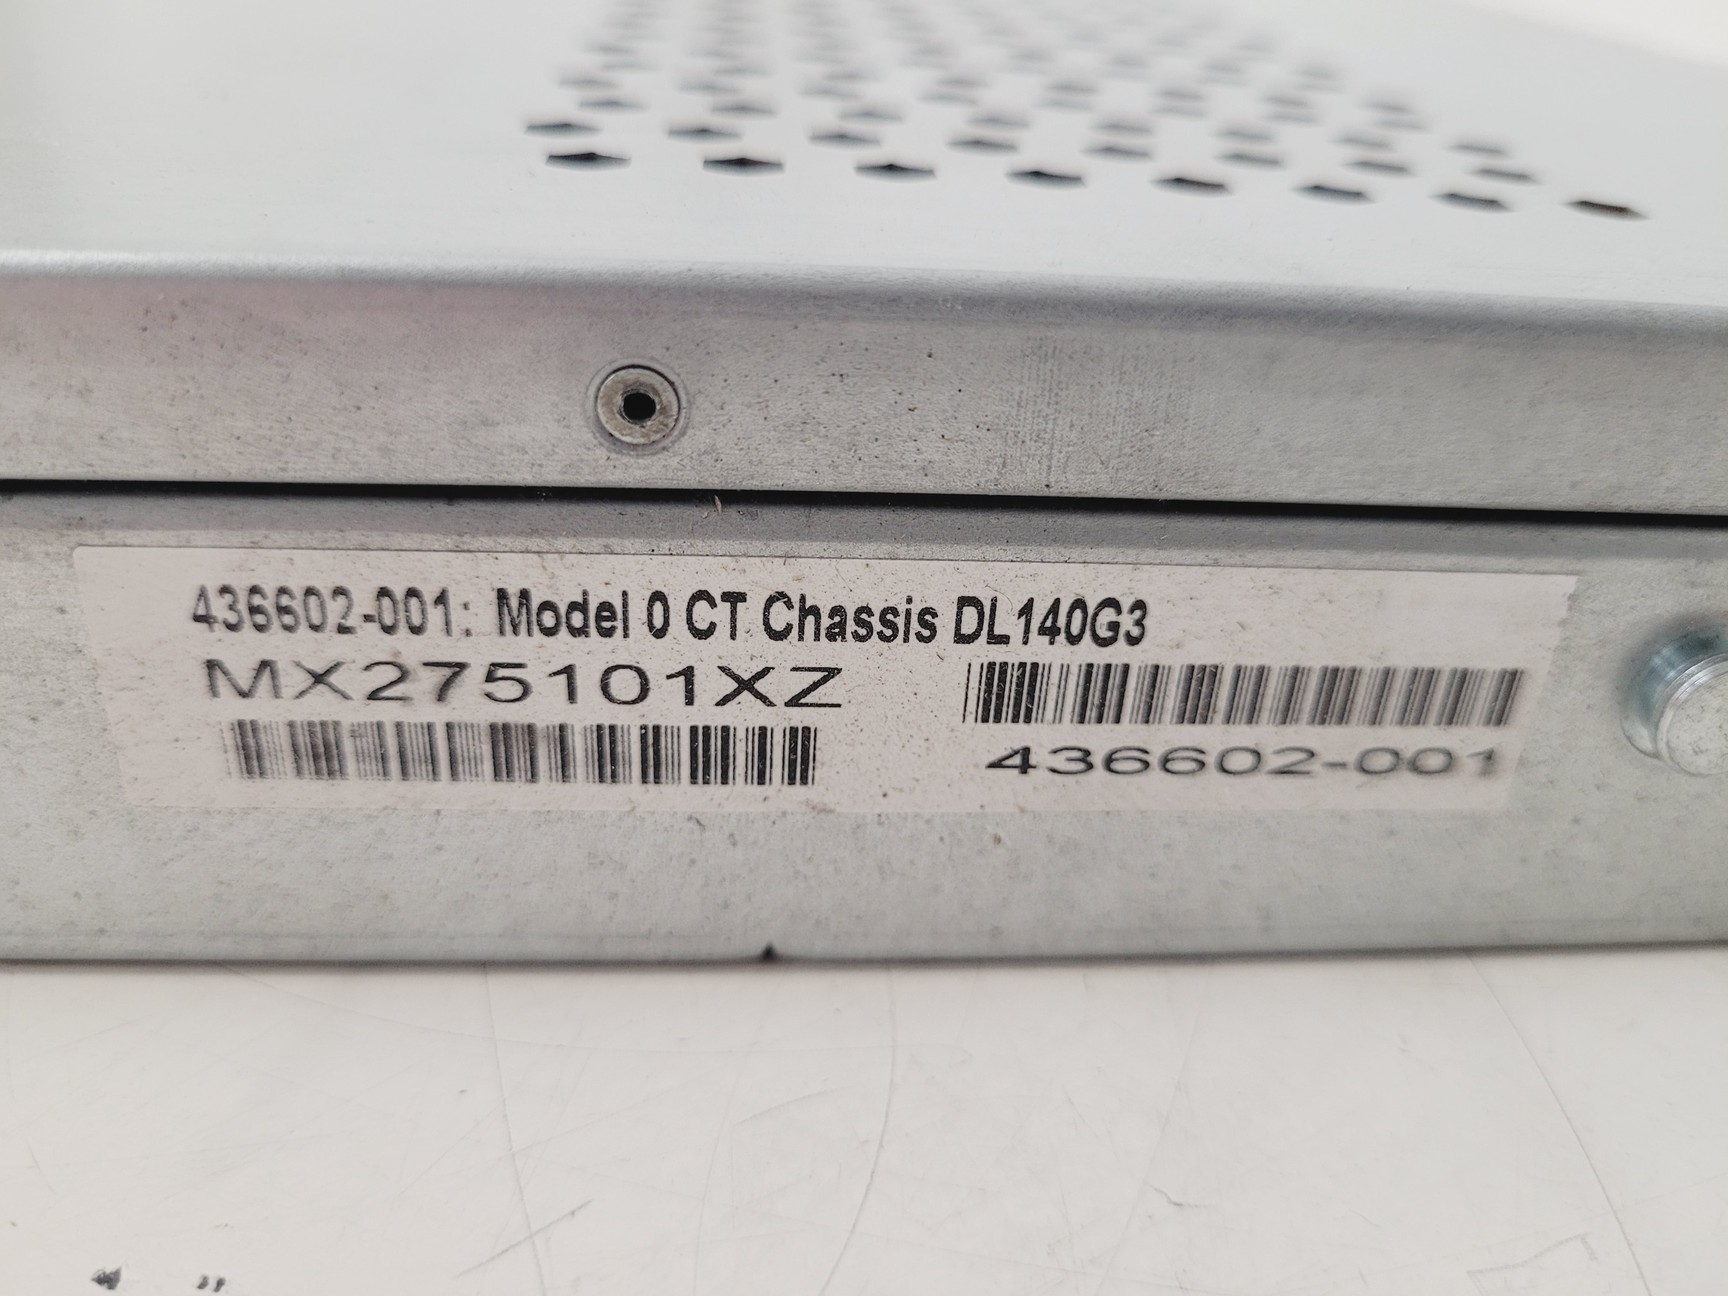 436602-001: Model 0 CT Chassis DL140G3
MX275101XZ
436602-001